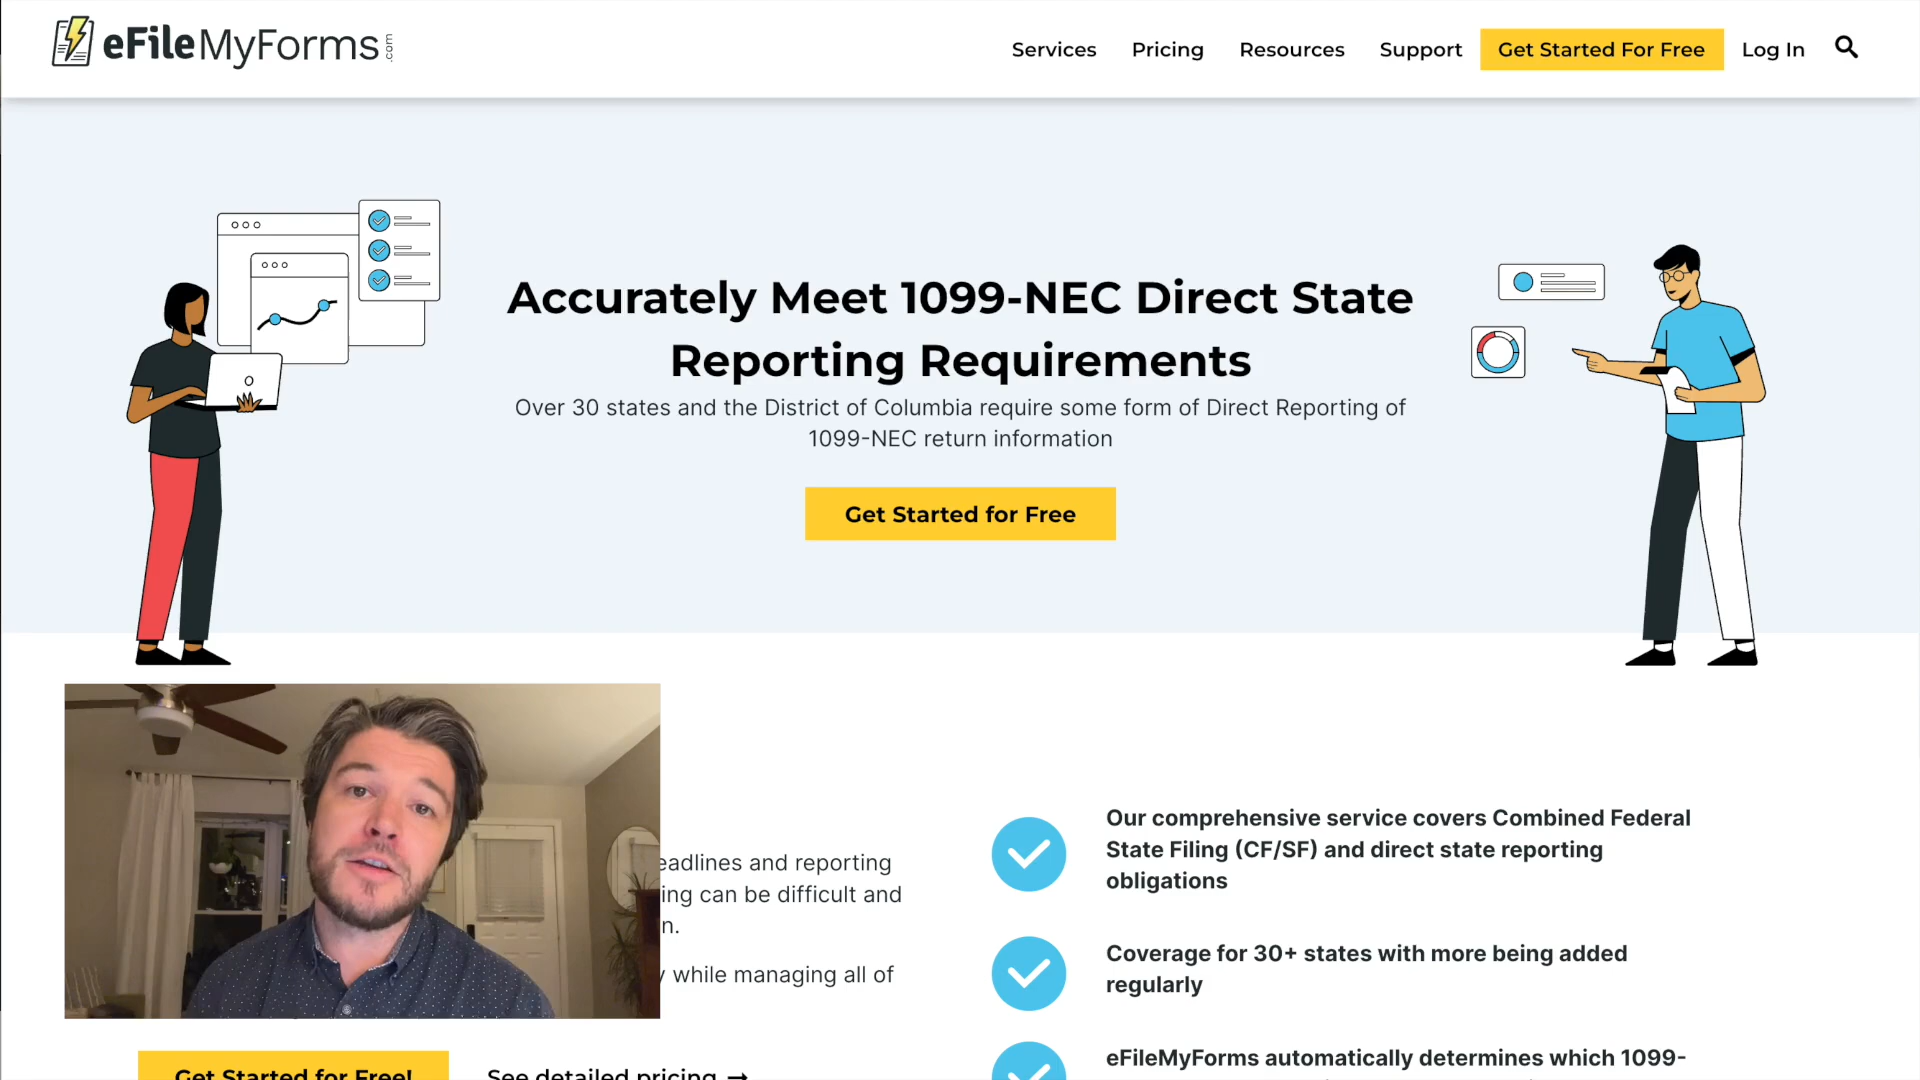 eFileMyForms.com
Services Pricing Resources Support Get Started For Free Log In
Accurately Meet 1099-NEC Direct State
Reporting Requirements
Over 30 states and the District of Columbia require some form of Direct Reporting of
1099-NEC return information
Get Started for Free
eadlines and reporting
ing can be difficult and
n.
while managing all of
Get Started for Free!
See detailed pricing →
Our comprehensive service covers Combined Federal
State Filing (CF/SF) and direct state reporting
obligations
Coverage for 30+ states with more being added
regularly
eFileMyForms automatically determines which 1099-